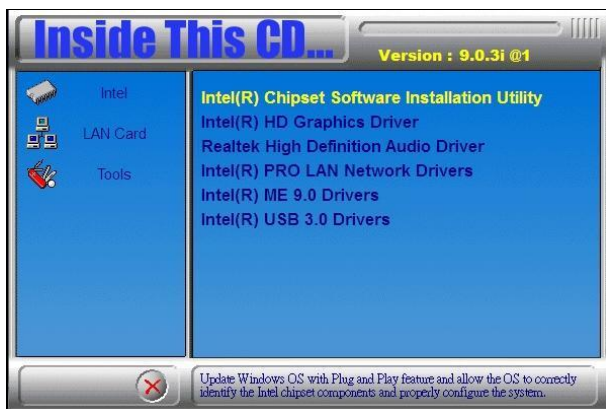 Inside This CD...
Version : 9.0.3i @1
Intel
LAN Card
Tools
Intel(R) Chipset Software Installation Utility
Intel(R) HD Graphics Driver
Realtek High Definition Audio Driver
Intel(R) PRO LAN Network Drivers
Intel(R) ME 9.0 Drivers
Intel(R) USB 3.0 Drivers
Update Windows OS with Plug and Play feature and allow the OS to correctly
identify the Intel chipset components and properly configure the system.